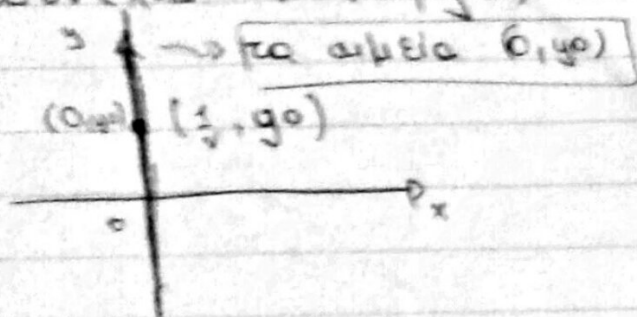 y → τα σημεία (0, y0)
(0, y0) (1/ν, y0)
0 x